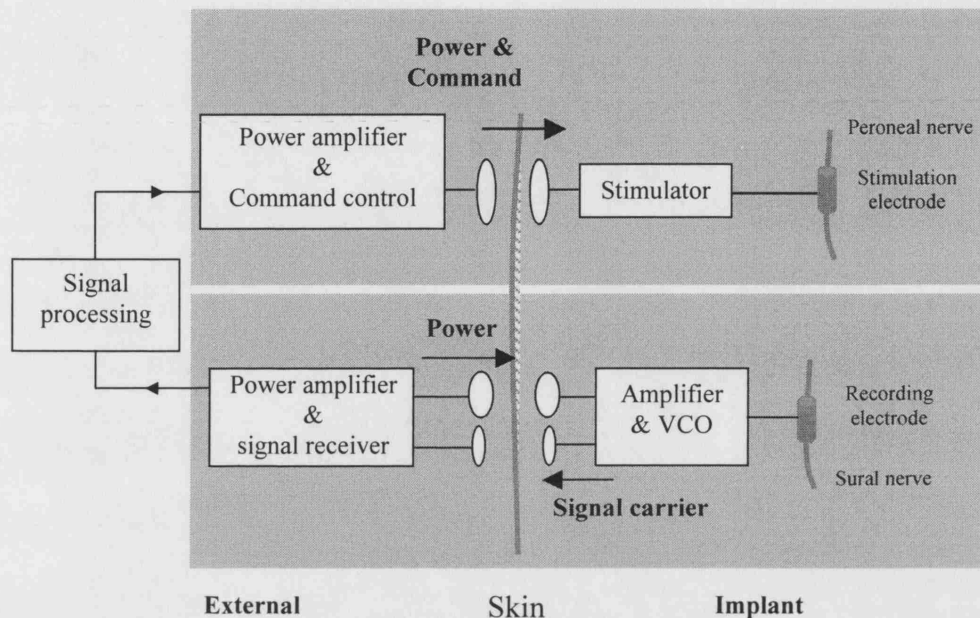 Power &
Command
Power amplifier
&
Command control
Stimulator
Peroneal nerve
Stimulation
electrode
Signal
processing
Power
Power amplifier
&
signal receiver
Amplifier
& VCO
Recording
electrode
Sural nerve
Signal carrier
External
Skin
Implant